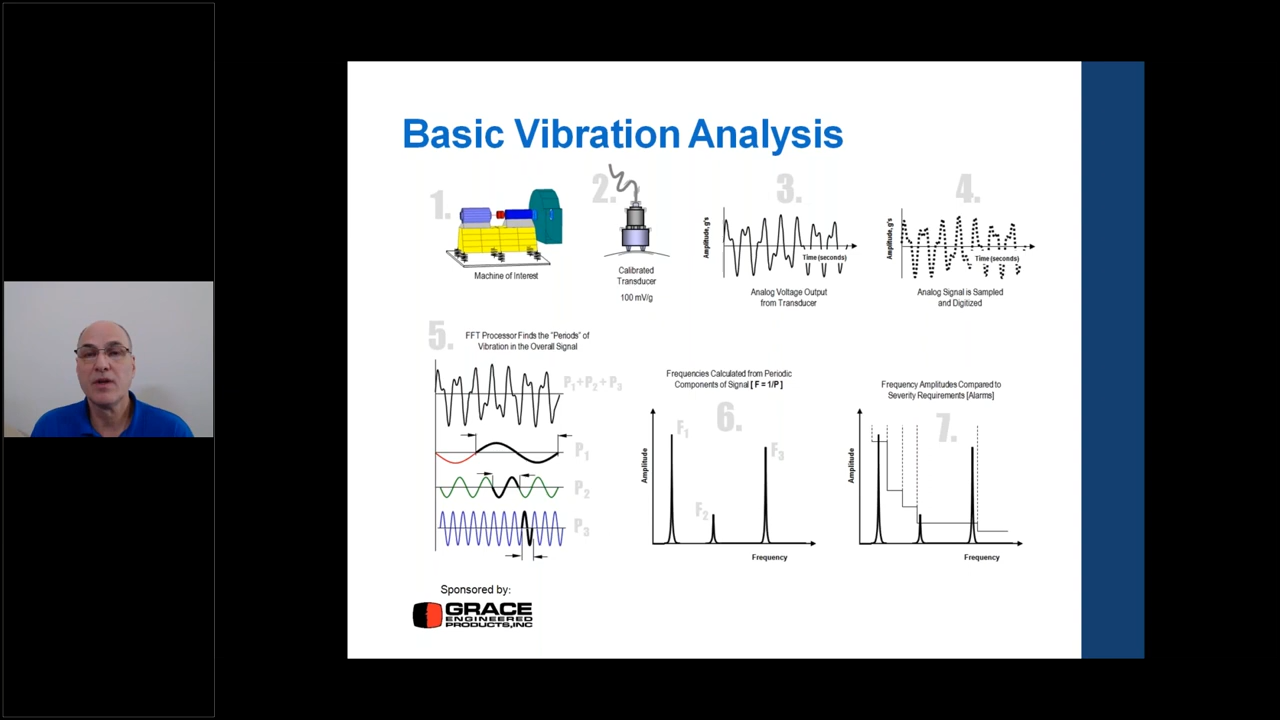 Basic Vibration Analysis
1.
Machine of Interest
2.
Calibrated
Transducer
100 mV/g
3.
Amplitude, g's
Time (seconds)
Analog Voltage Output
from Transducer
4.
Amplitude, g's
Time (seconds)
Analog Signal is Sampled
and Digitized
5.
FFT Processor Finds the "Periods" of
Vibration in the Overall Signal
P1+P2+P3
P1
P2
P3
Frequencies Calculated from Periodic
Components of Signal [ F = 1/P ]
6.
F1
F2
F3
Amplitude
Frequency
Frequency Amplitudes Compared to
Severity Requirements [Alarms]
7.
Amplitude
Frequency
Sponsored by:
GRACE
ENGINEERED
PRODUCTS,INC